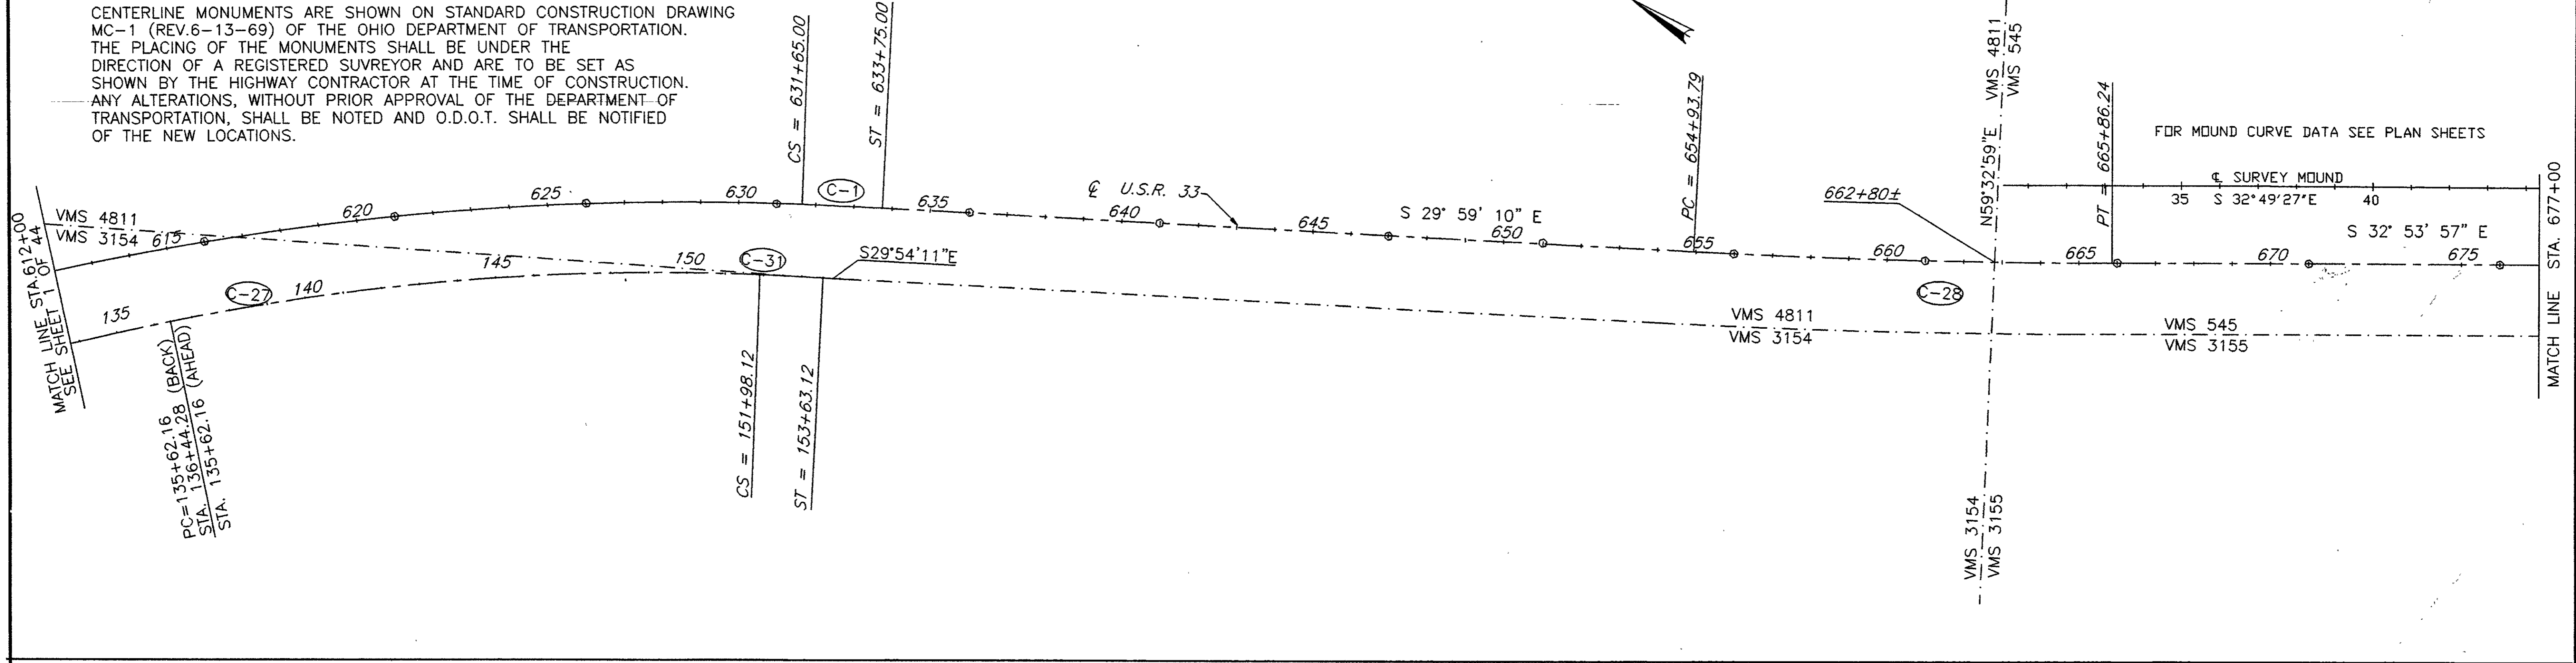 CENTERLINE MONUMENTS ARE SHOWN ON STANDARD CONSTRUCTION DRAWING
MC-1 (REV.6-13-69) OF THE OHIO DEPARTMENT OF TRANSPORTATION.
THE PLACING OF THE MONUMENTS SHALL BE UNDER THE
DIRECTION OF A REGISTERED SUVREYOR AND ARE TO BE SET AS
SHOWN BY THE HIGHWAY CONTRACTOR AT THE TIME OF CONSTRUCTION.
ANY ALTERATIONS, WITHOUT PRIOR APPROVAL OF THE DEPARTMENT OF
TRANSPORTATION, SHALL BE NOTED AND O.D.O.T. SHALL BE NOTIFIED
OF THE NEW LOCATIONS.
CS = 631+65.00
ST = 633+75.00
PC = 654+93.79
N59°32'59"E
VMS 4811
VMS 545
PT = 665+86.24
FOR MOUND CURVE DATA SEE PLAN SHEETS
℄ SURVEY MOUND
35
S 32°49'27"E
40
MATCH LINE STA. 677+00
MATCH LINE STA.612+00
SEE SHEET 1 OF 44
VMS 4811
VMS 3154
615
620
625
630
C-1
635
℄ U.S.R. 33
640
645
S 29° 59' 10" E
650
655
662+80±
660
665
670
S 32° 53' 57" E
675
135
C-27
140
145
150
C-31
S29°54'11"E
C-28
VMS 4811
VMS 3154
VMS 545
VMS 3155
PC=135+62.16
STA. 136+44.28 (BACK)
STA. 135+62.16 (AHEAD)
CS = 151+98.12
ST = 153+63.12
VMS 3154
VMS 3155